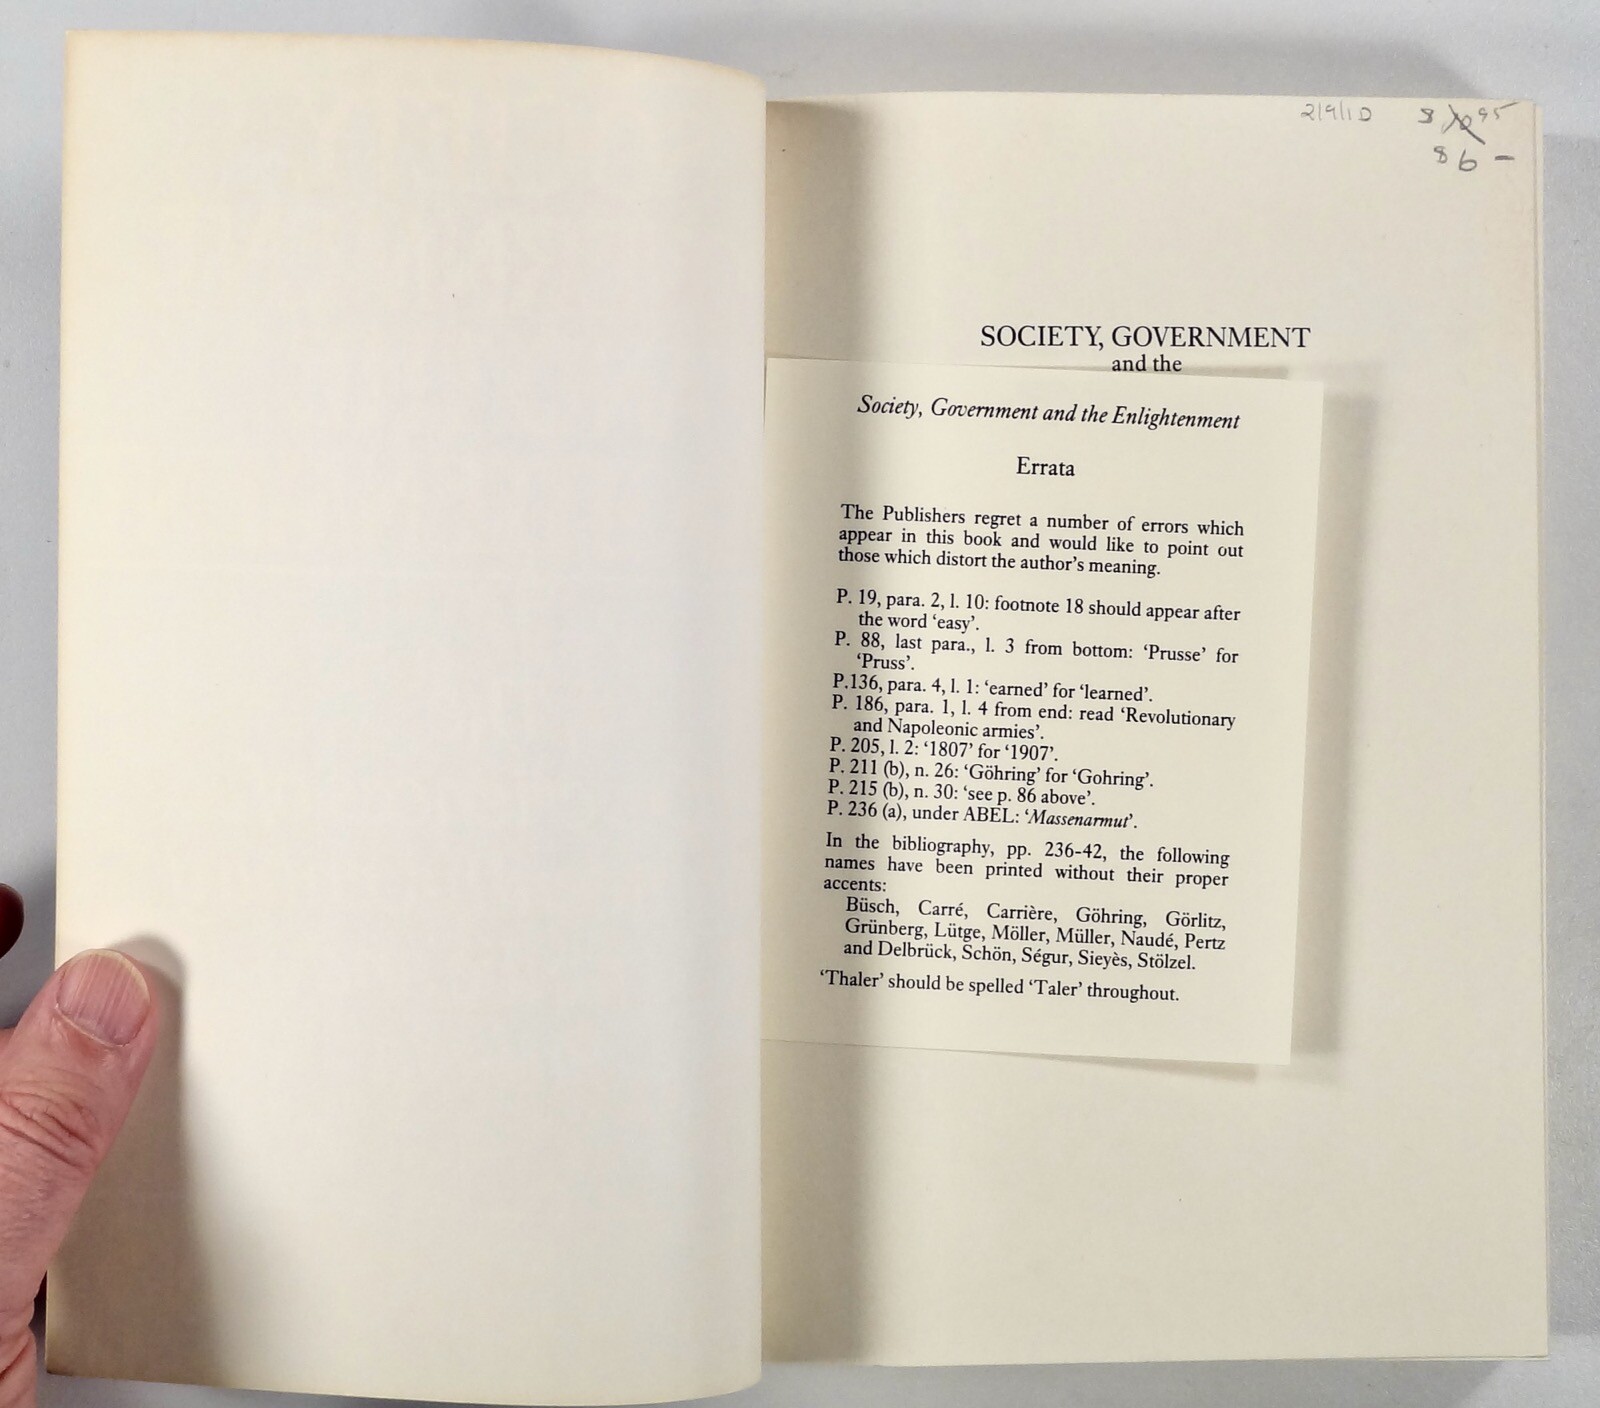 2/9/10
$ 6 –
SOCIETY, GOVERNMENT
and the
Society, Government and the Enlightenment
Errata
The Publishers regret a number of errors which
appear in this book and would like to point out
those which distort the author's meaning.
P. 19, para. 2, l. 10: footnote 18 should appear after
the word ‘easy’.
P. 88, last para., l. 3 from bottom: ‘Prusse’ for
‘Pruss’.
P.136, para. 4, l. 1: ‘earned’ for ‘learned’.
P. 186, para. 1, l. 4 from end: read ‘Revolutionary
and Napoleonic armies’.
P. 205, l. 2: ‘1807’ for ‘1907’.
P. 211 (b), n. 26: ‘Göhring’ for ‘Gohring’.
P. 215 (b), n. 30: ‘see p. 86 above’.
P. 236 (a), under ABEL: ‘Massenarmut’.
In the bibliography, pp. 236-42, the following
names have been printed without their proper
accents:
Büsch, Carré, Carrière, Göhring, Görlitz,
Grünberg, Lütge, Möller, Müller, Naudé, Pertz
and Delbrück, Schön, Ségur, Sieyès, Stölzel.
‘Thaler’ should be spelled ‘Taler’ throughout.